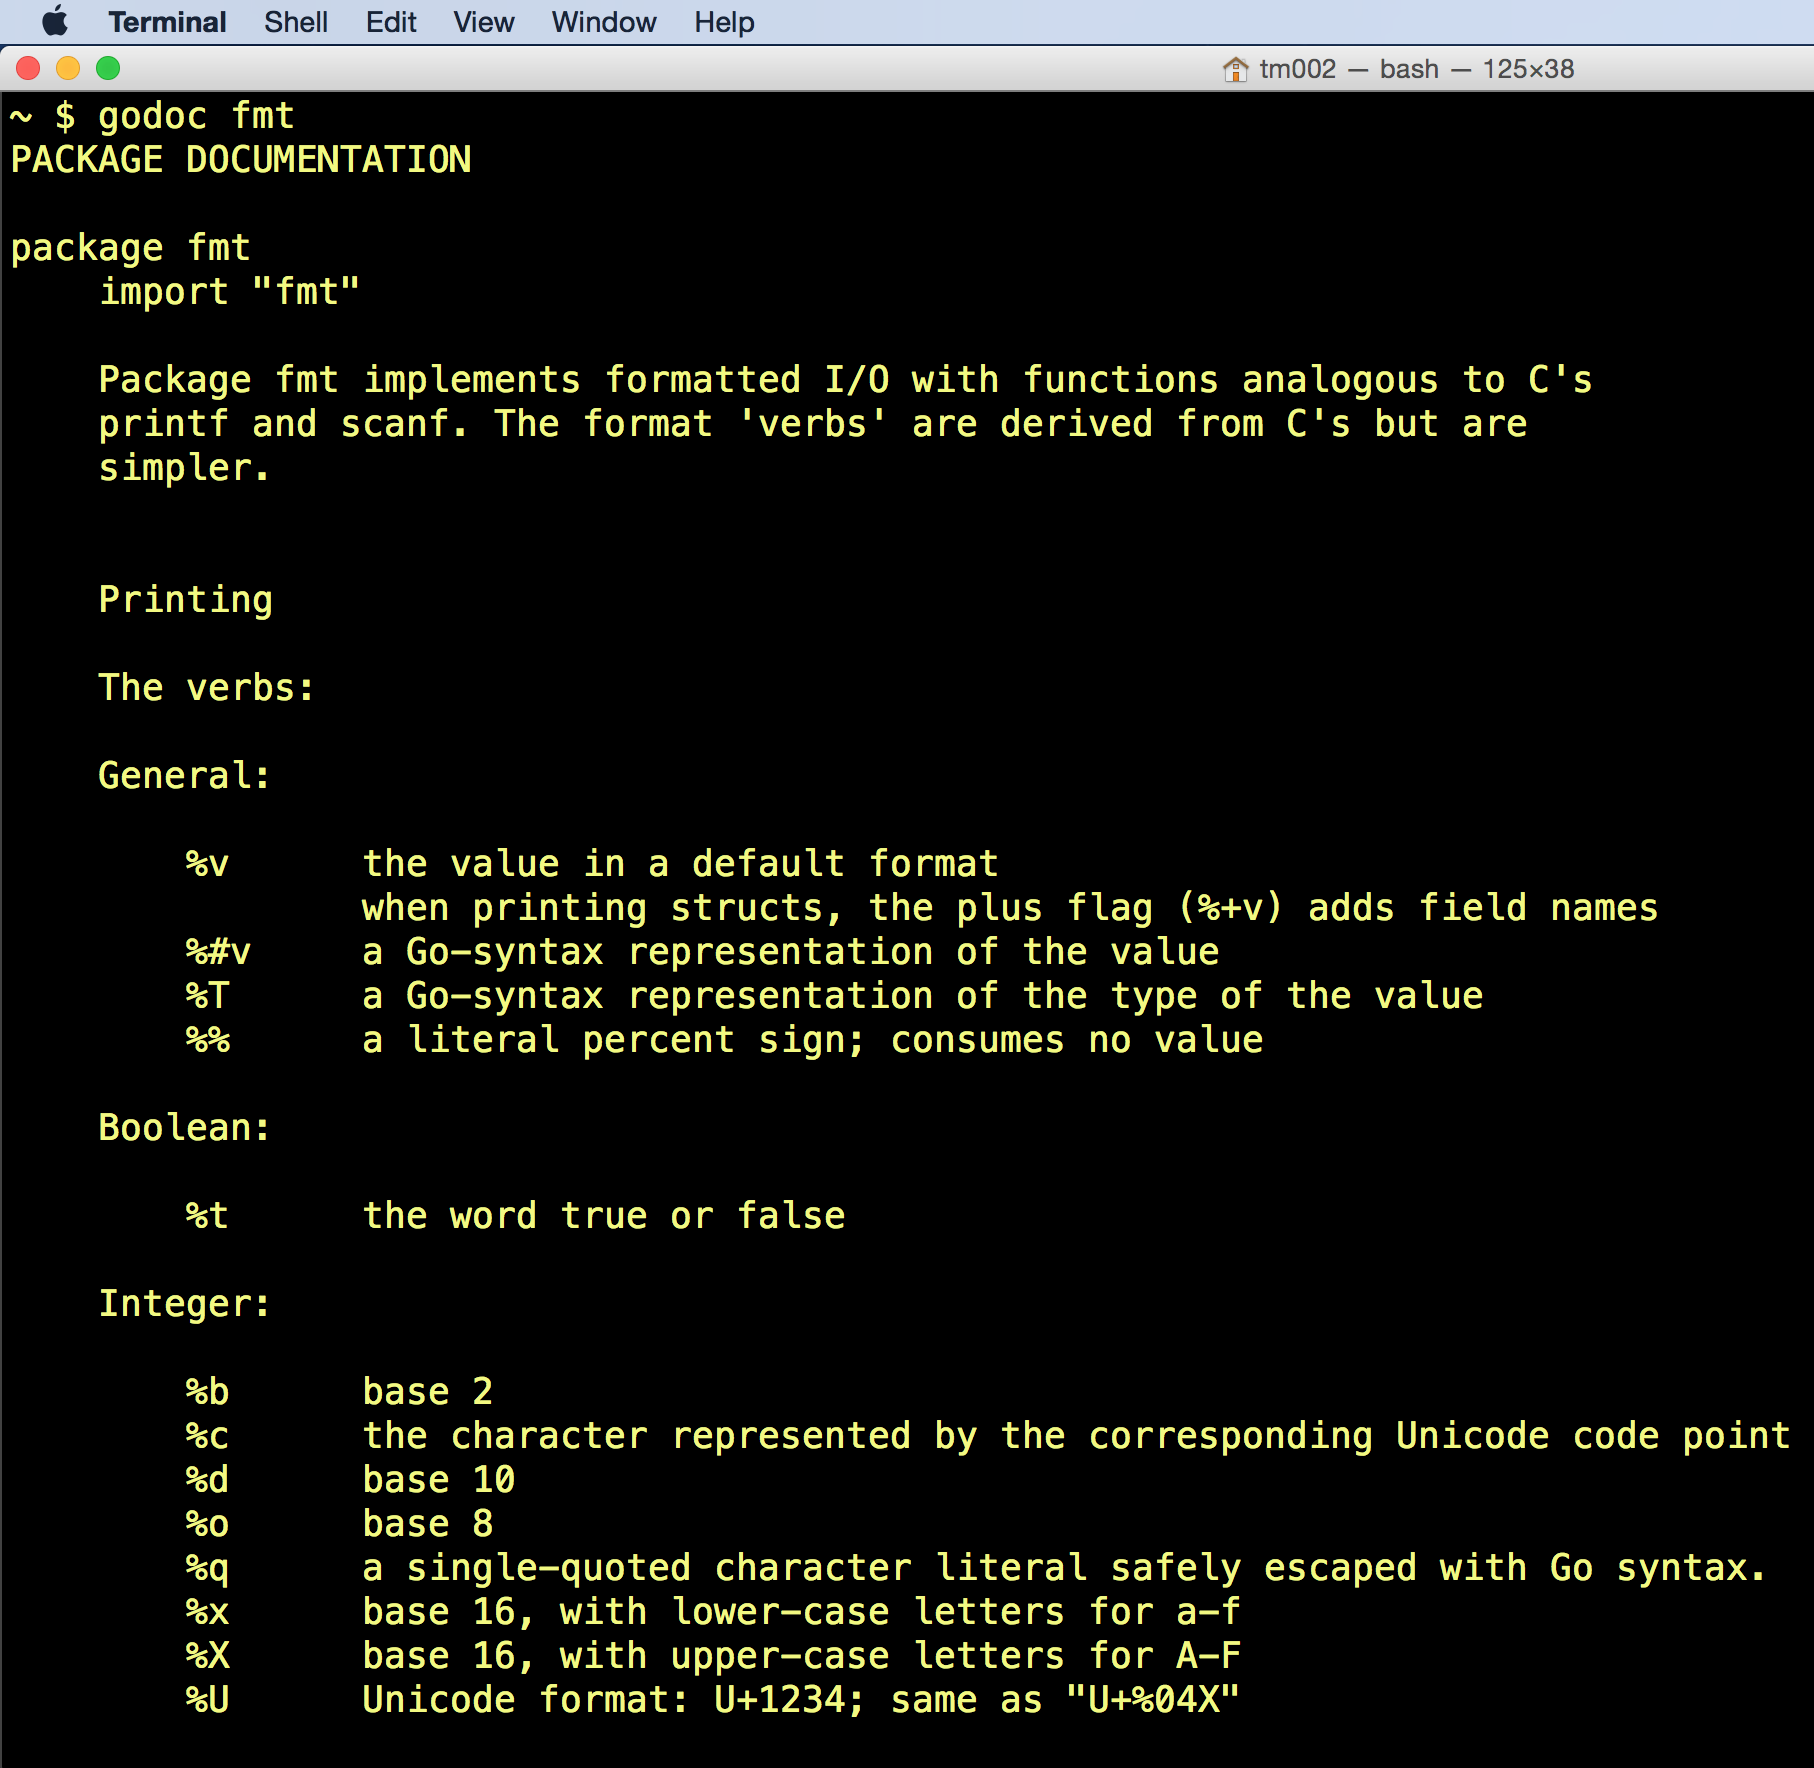 Terminal Shell Edit View Window Help
tm002 — bash — 125×38
~ $ godoc fmt
PACKAGE DOCUMENTATION
package fmt
    import "fmt"
    Package fmt implements formatted I/O with functions analogous to C's
    printf and scanf. The format 'verbs' are derived from C's but are
    simpler.
    Printing
    The verbs:
    General:
        %v      the value in a default format
                when printing structs, the plus flag (%+v) adds field names
        %#v     a Go-syntax representation of the value
        %T      a Go-syntax representation of the type of the value
        %%      a literal percent sign; consumes no value
    Boolean:
        %t      the word true or false
    Integer:
        %b      base 2
        %c      the character represented by the corresponding Unicode code point
        %d      base 10
        %o      base 8
        %q      a single-quoted character literal safely escaped with Go syntax.
        %x      base 16, with lower-case letters for a-f
        %X      base 16, with upper-case letters for A-F
        %U      Unicode format: U+1234; same as "U+%04X"